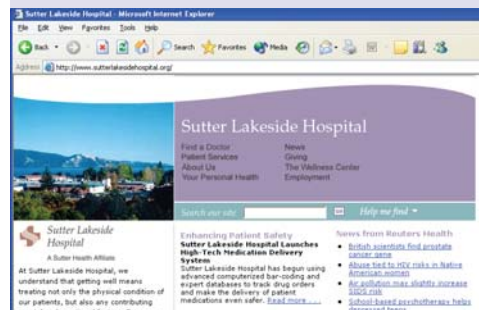 Sutter Lakeside Hospital - Microsoft Internet Explorer
File Edit View Favorites Tools Help
Back Search Favorites Media
Address http://www.sutterlakesidehospital.org/
Sutter Lakeside Hospital
Find a Doctor News
Patient Services Giving
About Us The Wellness Center
Your Personal Health Employment
Search our site Help me find
Sutter Lakeside
Hospital
A Sutter Health Affiliate
At Sutter Lakeside Hospital, we
understand that getting well means
treating not only the physical condition of
our patients, but also any contributing
Enhancing Patient Safety
Sutter Lakeside Hospital Launches
High-Tech Medication Delivery
System
Sutter Lakeside Hospital has begun using
advanced computerized bar-coding and
expert databases to track drug orders
and make the delivery of patient
medications even safer. Read more . . .
News from Reuters Health
British scientists find prostate
cancer gene
Abuse tied to HIV risks in Native
American women
Air pollution may slightly increase
SIDS risk
School-based psychotherapy helps